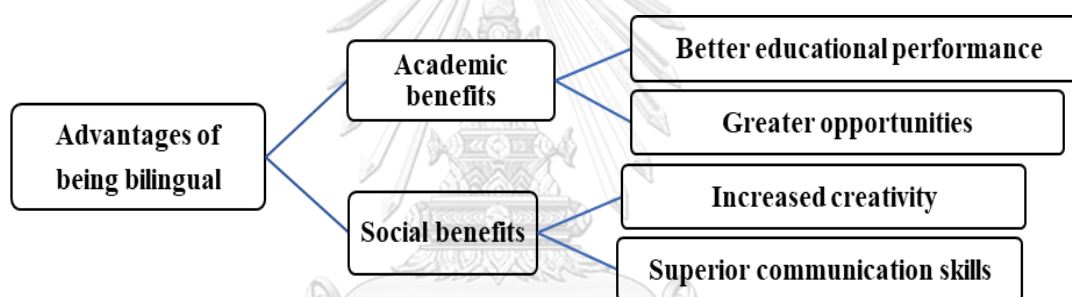 Advantages of
being bilingual
Academic
benefits
Better educational performance
Greater opportunities
Social benefits
Increased creativity
Superior communication skills